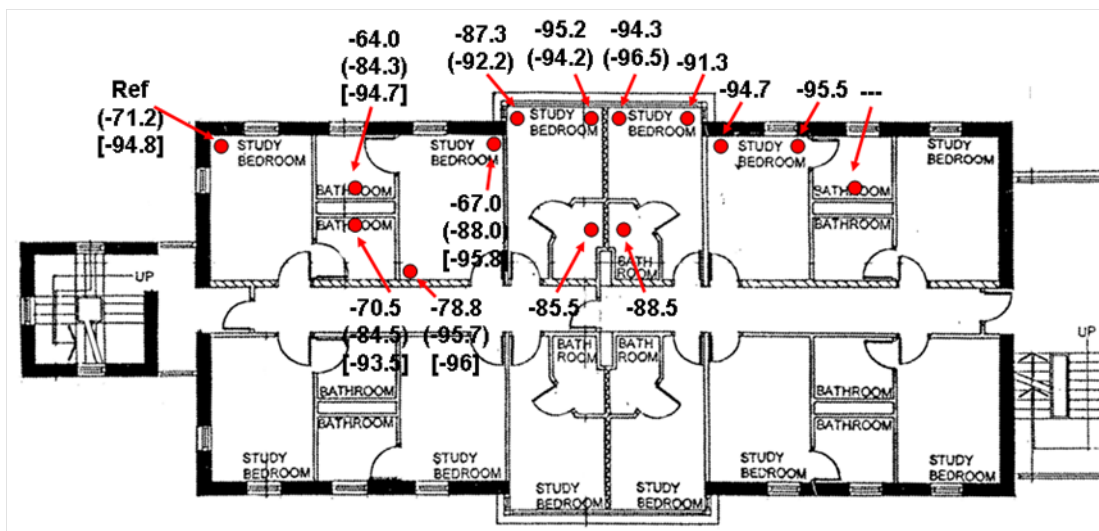 -64.0
(-84.3)
[-94.7]
-87.3
(-92.2)
-95.2
(-94.2)
-94.3
(-96.5)
-91.3
-94.7
-95.5
---
Ref
(-71.2)
[-94.8]
STUDY
BEDROOM
STUDY
BEDROOM
STUDY
BEDROOM
STUDY
BEDROOM
STUDY
BEDROOM
STUDY
BEDROOM
BATHROOM
BATHROOM
BATHROOM
BATHROOM
-67.0
(-88.0)
[-95.8]
BATH
ROOM
UP
-70.5
(-84.5)
[-93.5]
-78.8
(-95.7)
[-96]
-85.5
-88.5
UP
BATH
ROOM
BATH
ROOM
BATHROOM
BATHROOM
BATHROOM
BATHROOM
STUDY
BEDROOM
STUDY
BEDROOM
STUDY
BEDROOM
STUDY
BEDROOM
STUDY
BEDROOM
STUDY
BEDROOM